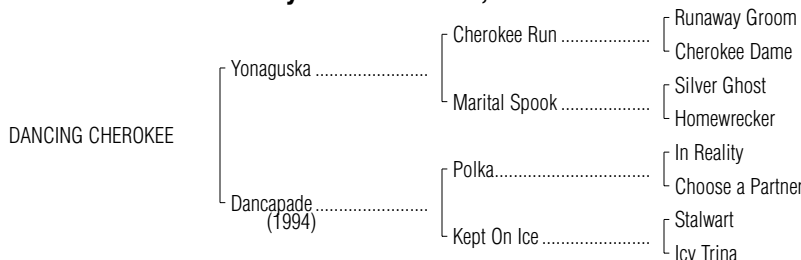 Runaway Groom
Cherokee Run ....................
Cherokee Dame
Yonaguska .........................
Silver Ghost
Marital Spook ....................
Homewrecker
DANCING CHEROKEE
In Reality
Polka....................................
Choose a Partner
Dancapade .........................
(1994)
Stalwart
Kept On Ice ........................
Icy Trina